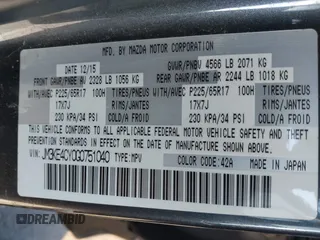 MFD. BY MAZDA MOTOR CORPORATION
DATE 12/15 GVWR/PNBV 4566 LB 2071 KG
FRONT GAWR/PNBE AV 2328 LB 1056 KG REAR GAWR/PNBE AR 2244 LB 1018 KG
WITH/AVEC P225/65R17 100H TIRES/PNEUS WITH/AVEC P225/65R17 100H TIRES/PNEUS
17X7J RIMS/JANTES 17X7J RIMS/JANTES
230 KPA/34 PSI COLD/A FROID 230 KPA/34 PSI COLD/A FROID
THIS VEHICLE CONFORMS TO ALL APPLICABLE FEDERAL MOTOR VEHICLE
SAFETY, BUMPER, AND THEFT PREVENTION STANDARDS IN EFFECT ON
THE DATE OF MANUFACTURE SHOWN ABOVE.
JM3KE4CY0G0751040 TYPE: MPV
COLOR CODE: 42A MADE IN JAPAN
DREAMBID